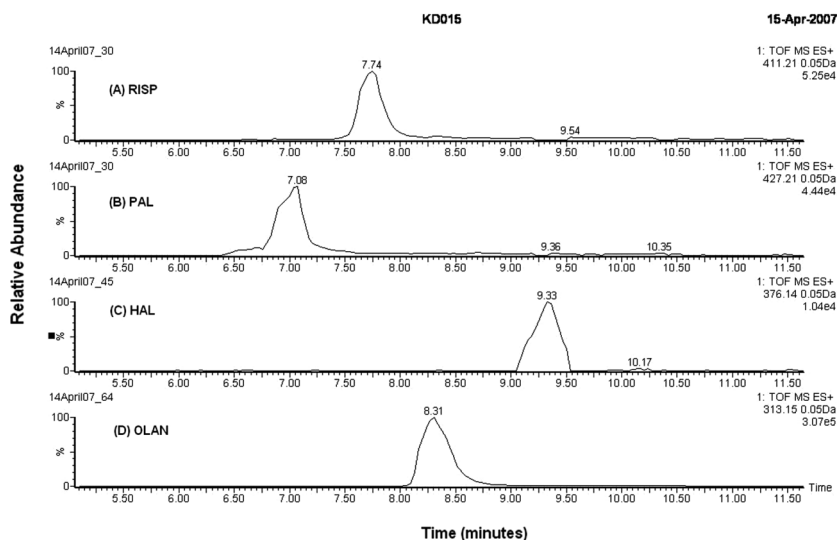 KD015
15-Apr-2007
14April07_30
1: TOF MS ES+
411.21 0.05Da
5.25e4
100
7.74
(A) RISP
%
9.54
0
5.50 6.00 6.50 7.00 7.50 8.00 8.50 9.00 9.50 10.00 10.50 11.00 11.50
14April07_30
1: TOF MS ES+
427.21 0.05Da
4.44e4
100
7.08
(B) PAL
%
9.36 10.35
0
5.50 6.00 6.50 7.00 7.50 8.00 8.50 9.00 9.50 10.00 10.50 11.00 11.50
14April07_45
1: TOF MS ES+
376.14 0.05Da
1.04e4
100
9.33
(C) HAL
%
10.17
0
5.50 6.00 6.50 7.00 7.50 8.00 8.50 9.00 9.50 10.00 10.50 11.00 11.50
14April07_64
1: TOF MS ES+
313.15 0.05Da
3.07e5
100
8.31
(D) OLAN
%
0
Time
5.50 6.00 6.50 7.00 7.50 8.00 8.50 9.00 9.50 10.00 10.50 11.00 11.50
Relative Abundance
Time (minutes)